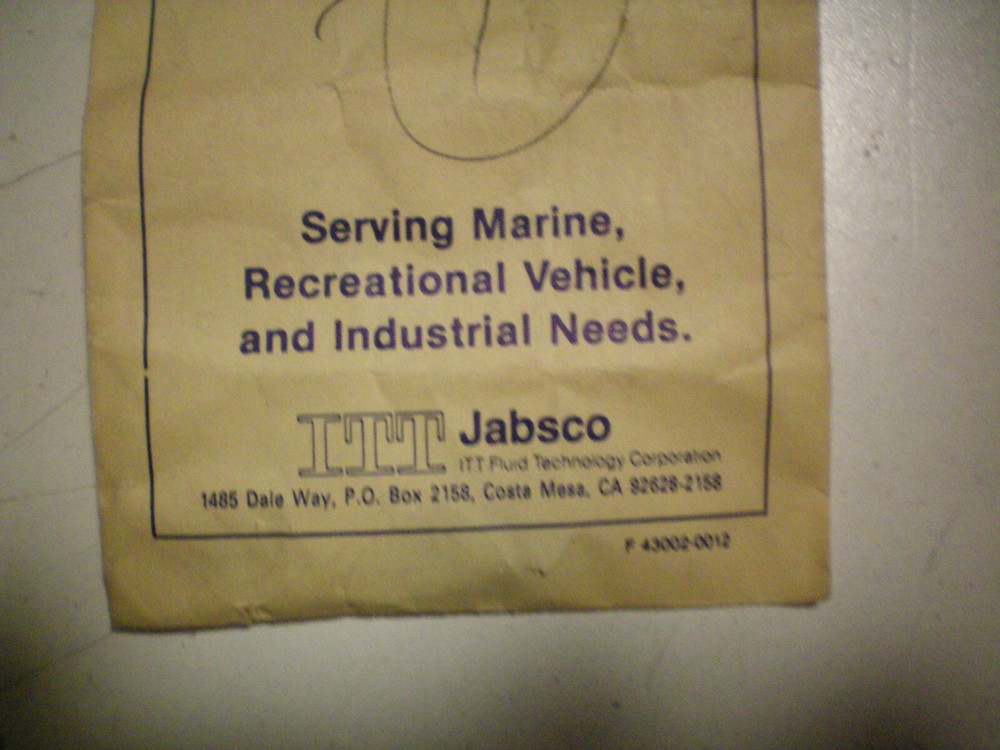 Serving Marine,
Recreational Vehicle,
and Industrial Needs.
ITT Jabsco
ITT Fluid Technology Corporation
1485 Dale Way, P.O. Box 2158, Costa Mesa, CA 92628-2158
F 43002-0012